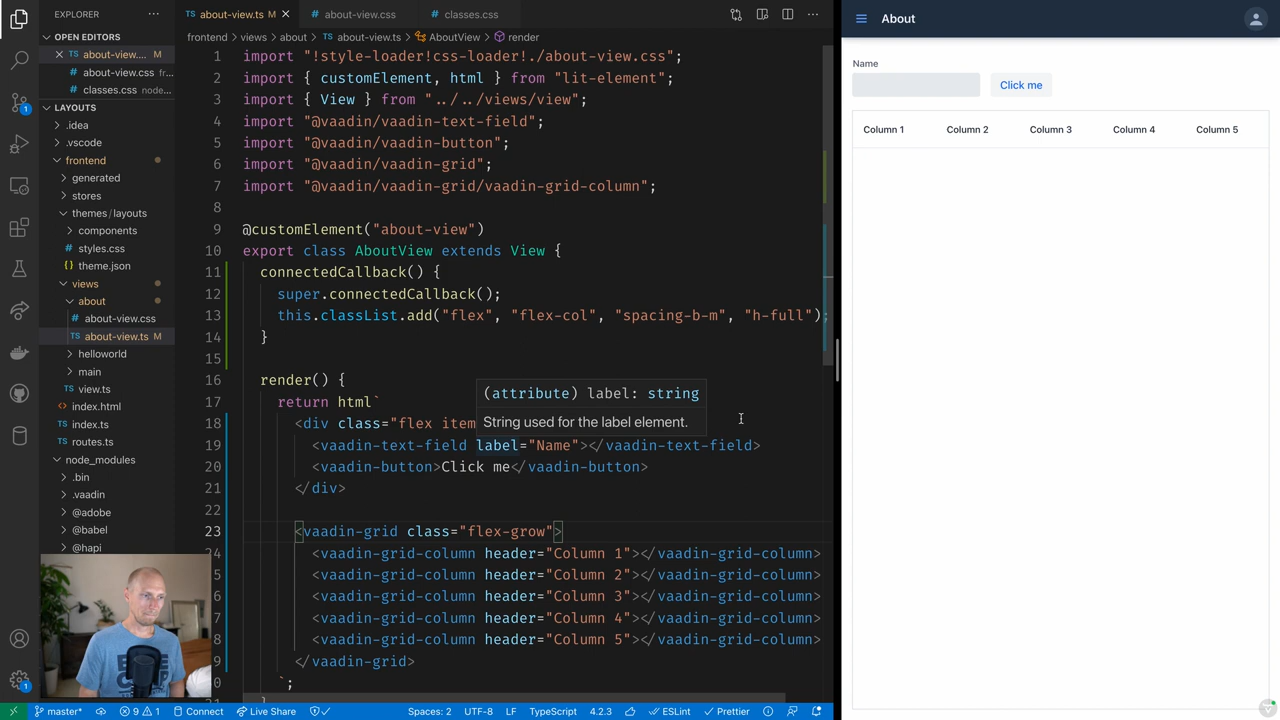 EXPLORER
OPEN EDITORS
about-view.... M
about-view.css fr...
classes.css node...
LAYOUTS
.idea
.vscode
frontend
generated
stores
themes/layouts
components
styles.css
theme.json
views
about
about-view.css
about-view.ts M
helloworld
main
view.ts
index.html
index.ts
routes.ts
node_modules
.bin
.vaadin
@adobe
@babel
@hapi
about-view.ts M
about-view.css
classes.css
frontend > views > about > about-view.ts > AboutView > render
1 import "!style-loader!css-loader!./about-view.css";
2 import { customElement, html } from "lit-element";
3 import { View } from "../../views/view";
4 import "@vaadin/vaadin-text-field";
5 import "@vaadin/vaadin-button";
6 import "@vaadin/vaadin-grid";
7 import "@vaadin/vaadin-grid/vaadin-grid-column";
8
9 @customElement("about-view")
10 export class AboutView extends View {
11 connectedCallback() {
12 super.connectedCallback();
13 this.classList.add("flex", "flex-col", "spacing-b-m", "h-full");
14 }
15
16 render() {
17 return html`
(attribute) label: string
String used for the label element.
18 <div class="flex item
19 <vaadin-text-field label="Name"></vaadin-text-field>
20 <vaadin-button>Click me</vaadin-button>
21 </div>
22
23 <vaadin-grid class="flex-grow">
24 <vaadin-grid-column header="Column 1"></vaadin-grid-column>
5 <vaadin-grid-column header="Column 2"></vaadin-grid-column>
6 <vaadin-grid-column header="Column 3"></vaadin-grid-column>
7 <vaadin-grid-column header="Column 4"></vaadin-grid-column>
8 <vaadin-grid-column header="Column 5"></vaadin-grid-column>
9 </vaadin-grid>
0 `;
}
master* 9 1 Connect Live Share Spaces: 2 UTF-8 LF TypeScript 4.2.3 ESLint Prettier
About
Name
Click me
Column 1 Column 2 Column 3 Column 4 Column 5